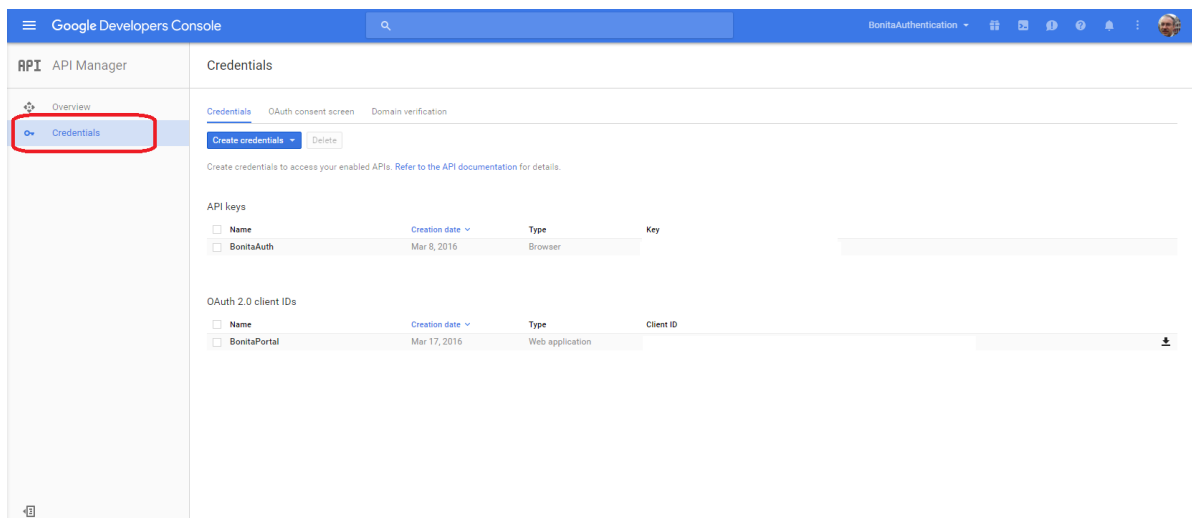 Google Developers Console
BonitaAuthentication
API API Manager
Credentials
Overview
Credentials
Credentials OAuth consent screen Domain verification
Create credentials Delete
Create credentials to access your enabled APIs. Refer to the API documentation for details.
API keys
Name Creation date Type Key
BonitaAuth Mar 8, 2016 Browser
OAuth 2.0 client IDs
Name Creation date Type Client ID
BonitaPortal Mar 17, 2016 Web application